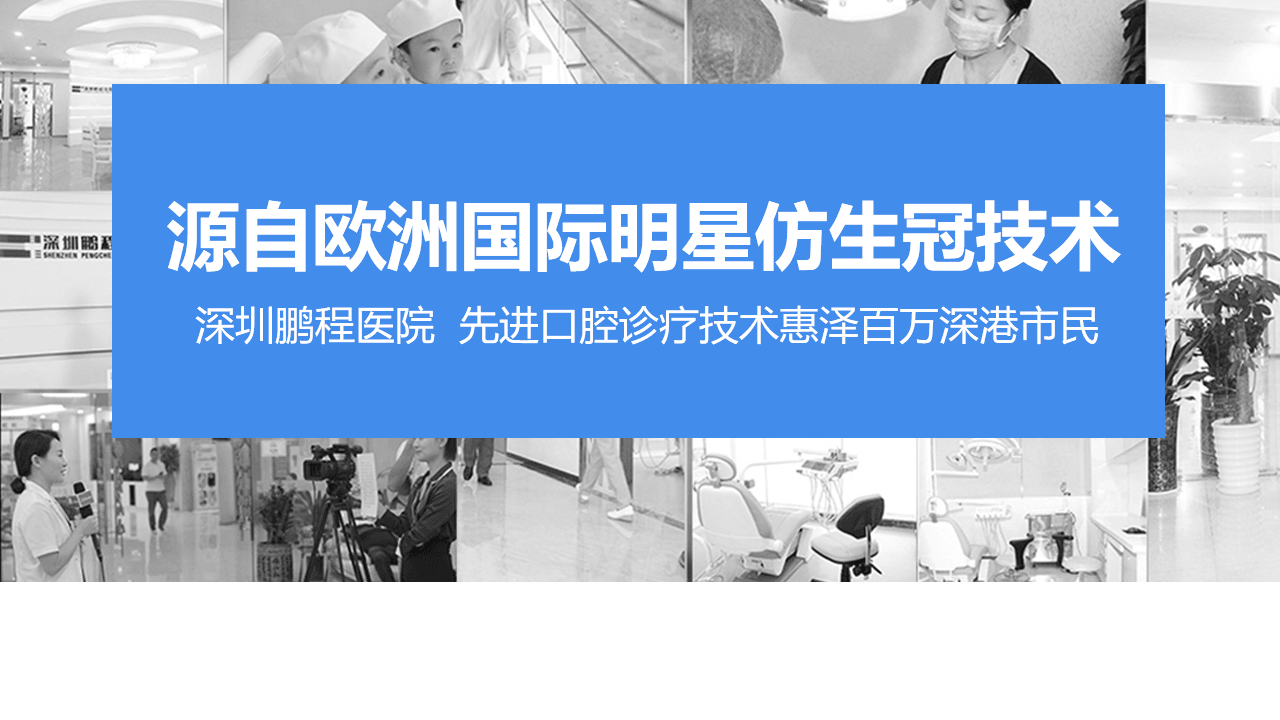 源自欧洲国际明星仿生冠技术
深圳鹏程医院 先进口腔诊疗技术惠泽百万深港市民
深圳鹏程
SHENZHEN PENGCHE